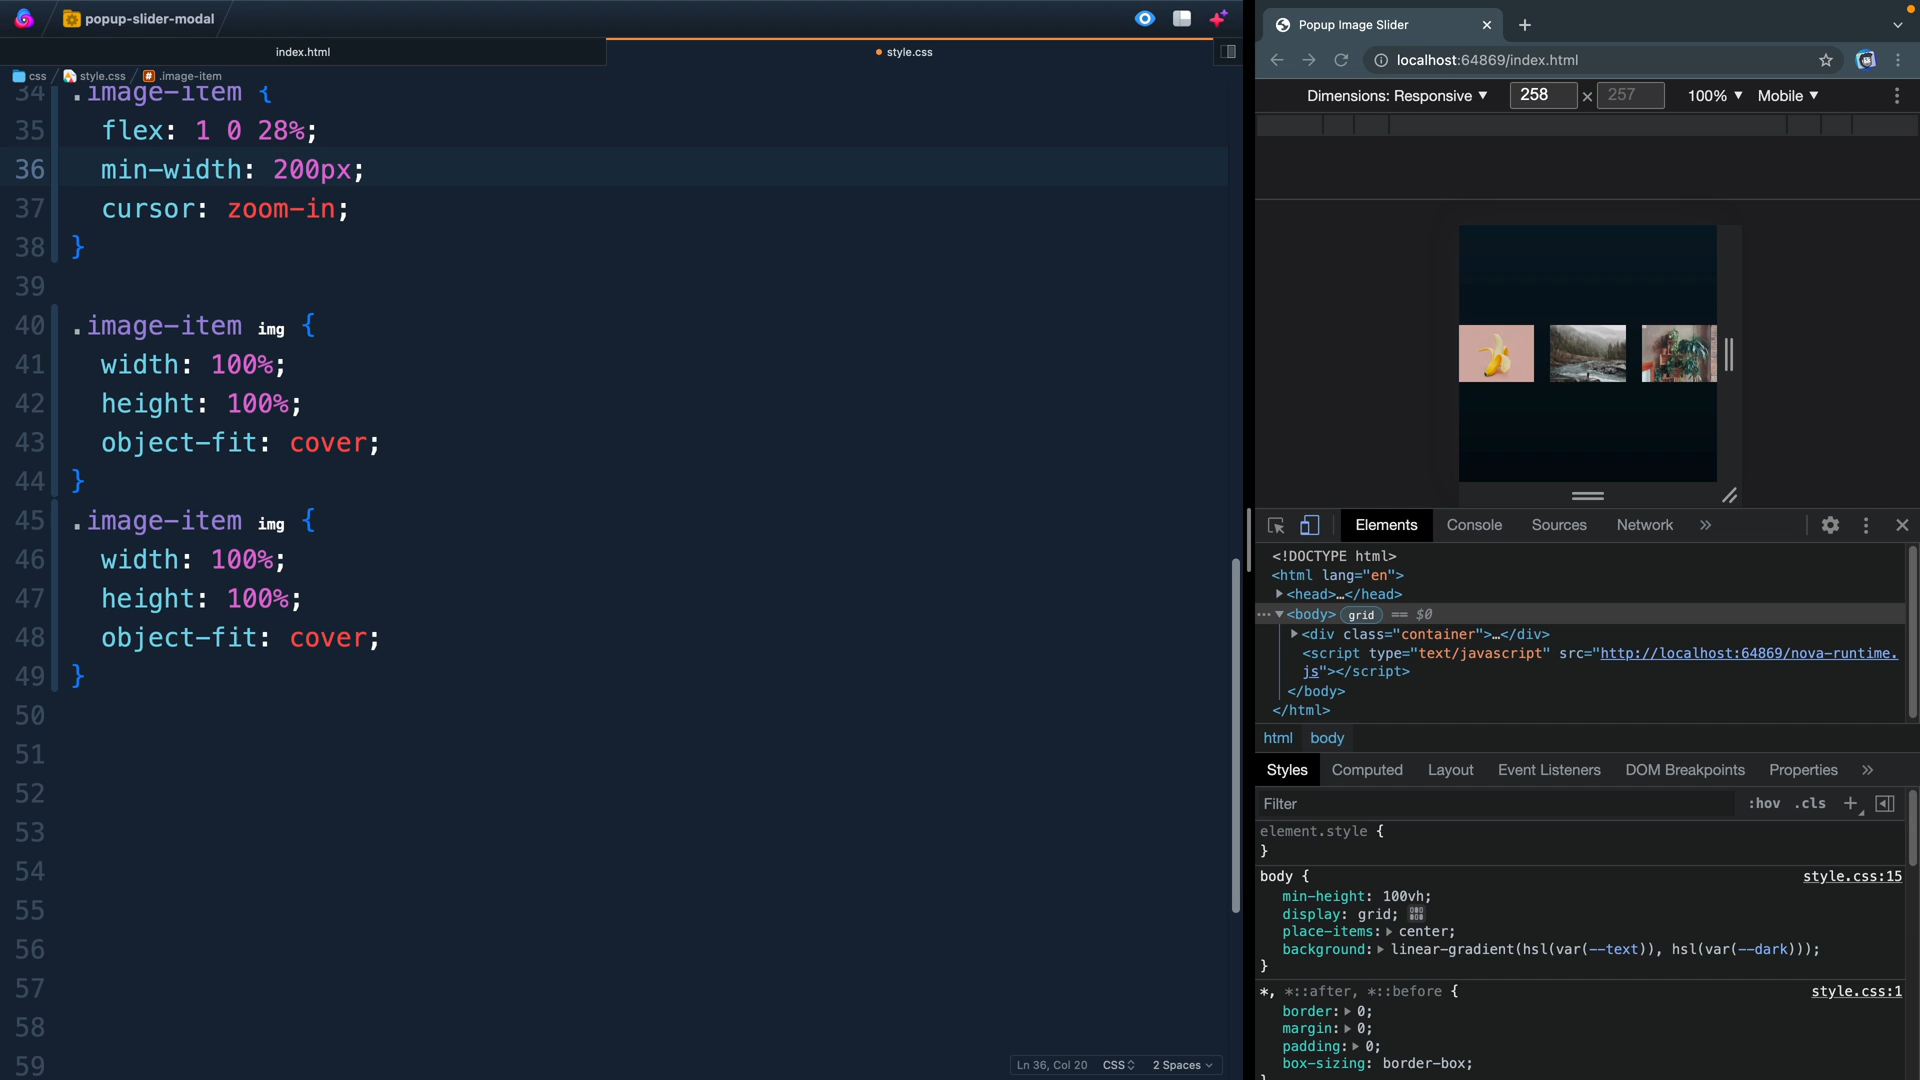 popup-slider-modal
index.html
style.css
css
style.css
.image-item
34 .image-item {
35 flex: 1 0 28%;
36 min-width: 200px;
37 cursor: zoom-in;
38 }
39
40 .image-item img {
41 width: 100%;
42 height: 100%;
43 object-fit: cover;
44 }
45 .image-item img {
46 width: 100%;
47 height: 100%;
48 object-fit: cover;
49 }
50
51
52
53
54
55
56
57
58
59
Ln 36, Col 20 CSS 2 Spaces
Popup Image Slider
localhost:64869/index.html
Dimensions: Responsive 258 × 257 100% Mobile
Elements Console Sources Network »
<!DOCTYPE html>
<html lang="en">
<head>…</head>
<body> grid == $0
<div class="container">…</div>
<script type="text/javascript" src="http://localhost:64869/nova-runtime.
js"></script>
</body>
</html>
html body
Styles Computed Layout Event Listeners DOM Breakpoints Properties »
Filter :hov .cls
element.style {
}
body { style.css:15
min-height: 100vh;
display: grid;
place-items: center;
background: linear-gradient(hsl(var(--text)), hsl(var(--dark)));
}
*, *::after, *::before { style.css:1
border: 0;
margin: 0;
padding: 0;
box-sizing: border-box;
}